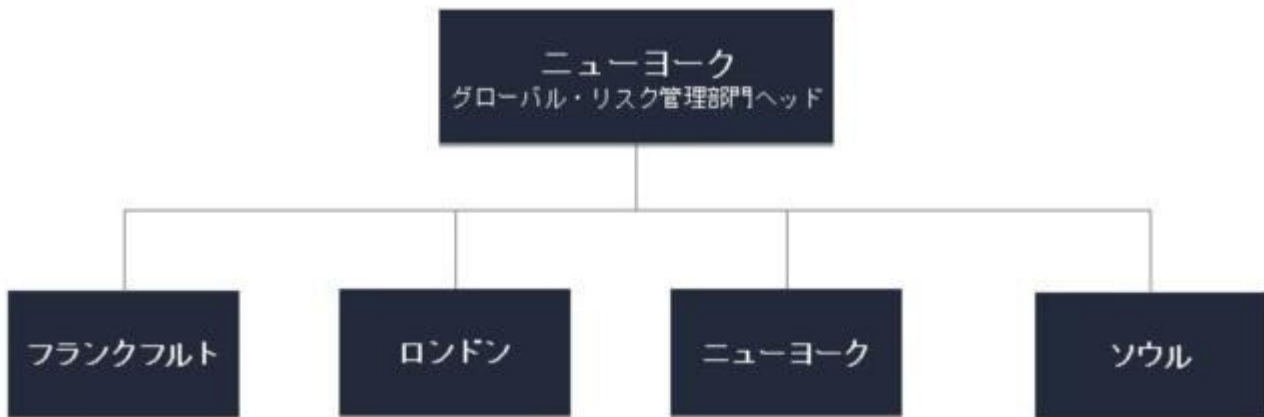 ニューヨーク
グローバル・リスク管理部門ヘッド
フランクフルト
ロンドン
ニューヨーク
ソウル